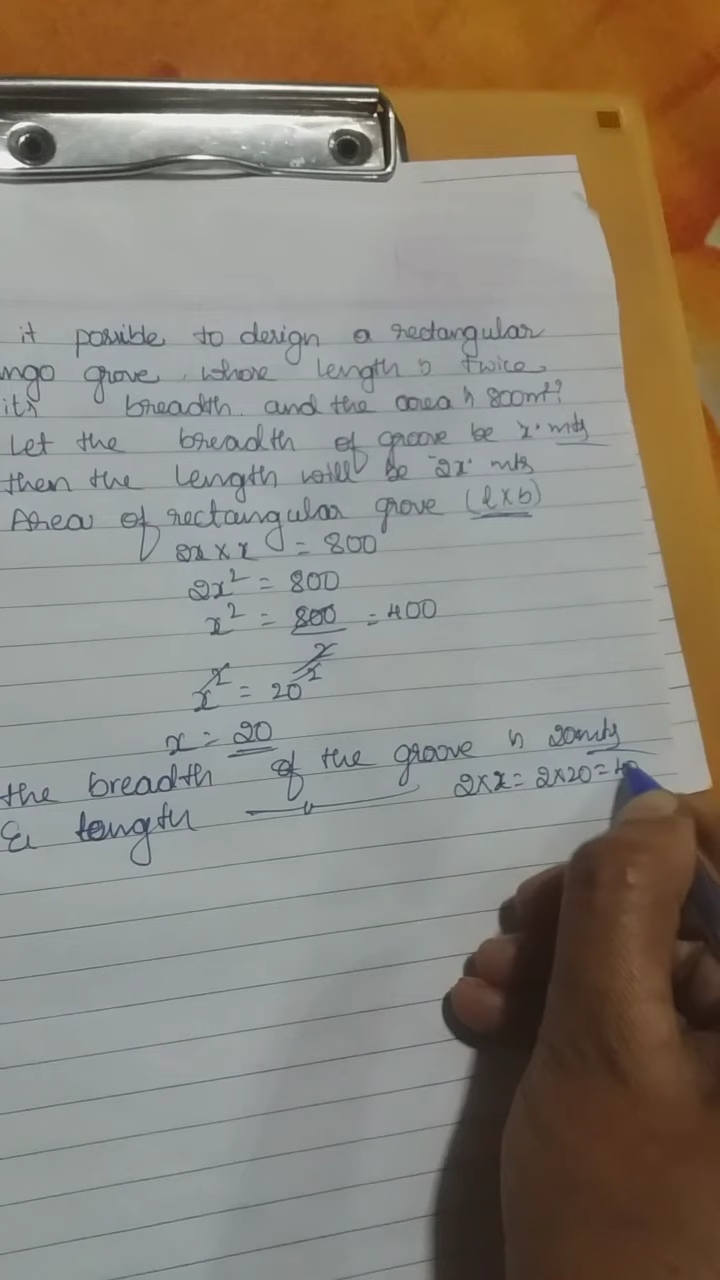 it possible to design a rectangular
ngo grove whose length is twice
its breadth and the area is 800mt²?
Let the breadth of groove be x mts
then the length will be 2x mts
Area of rectangular grove (l×b)
2x × x = 800
2x² = 800
x² = 800/2 = 400
x² = 20²
x = 20
the breadth of the groove is 20mts
& length 2×x = 2×20 = 40